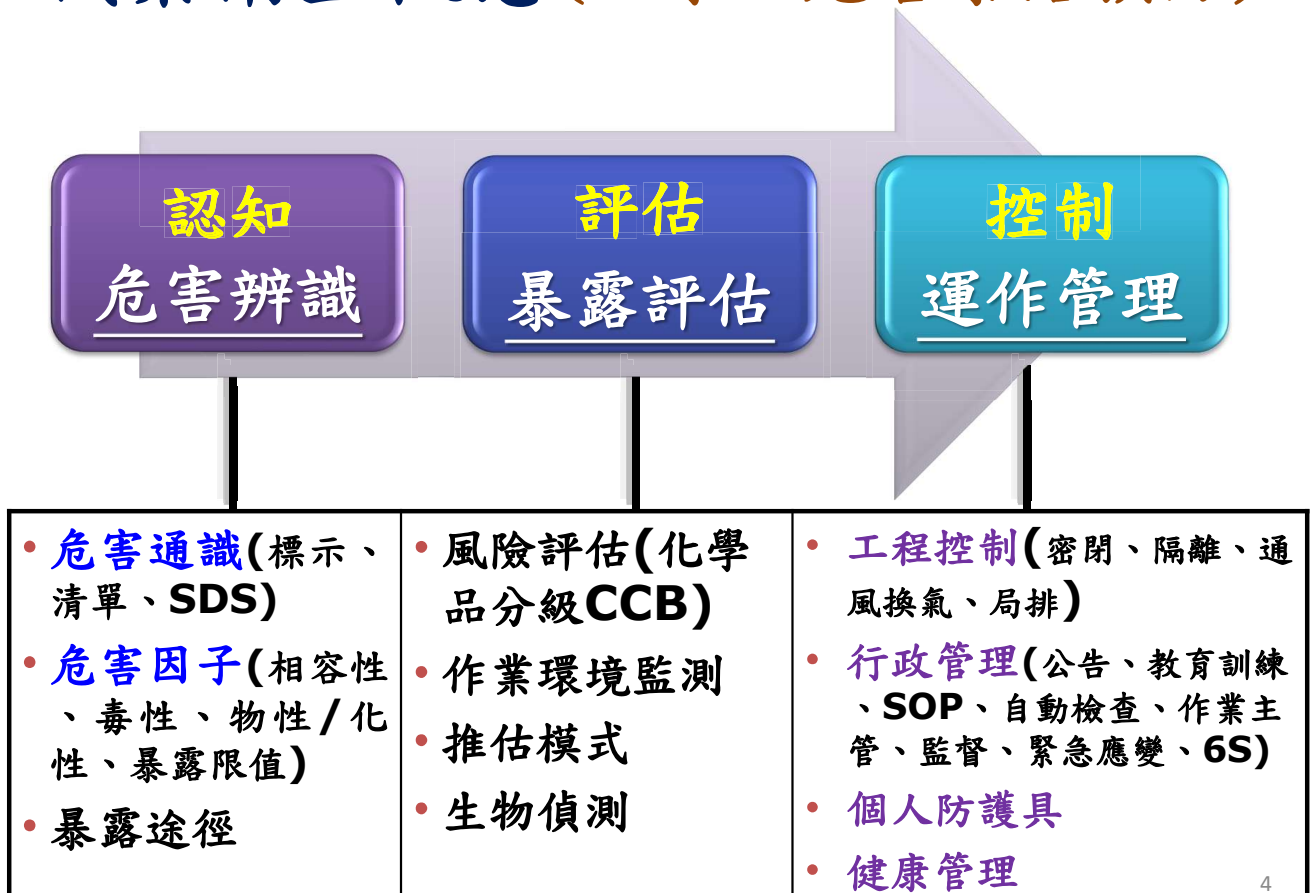 認知
危害辨識
評估
暴露評估
控制
運作管理
• 危害通識(標示、
清單、SDS)
• 危害因子(相容性
、毒性、物性/化
性、暴露限值)
• 暴露途徑
• 風險評估(化學
品分級CCB)
• 作業環境監測
• 推估模式
• 生物偵測
• 工程控制(密閉、隔離、通
風換氣、局排)
• 行政管理(公告、教育訓練
、SOP、自動檢查、作業主
管、監督、緊急應變、6S)
• 個人防護具
• 健康管理
4